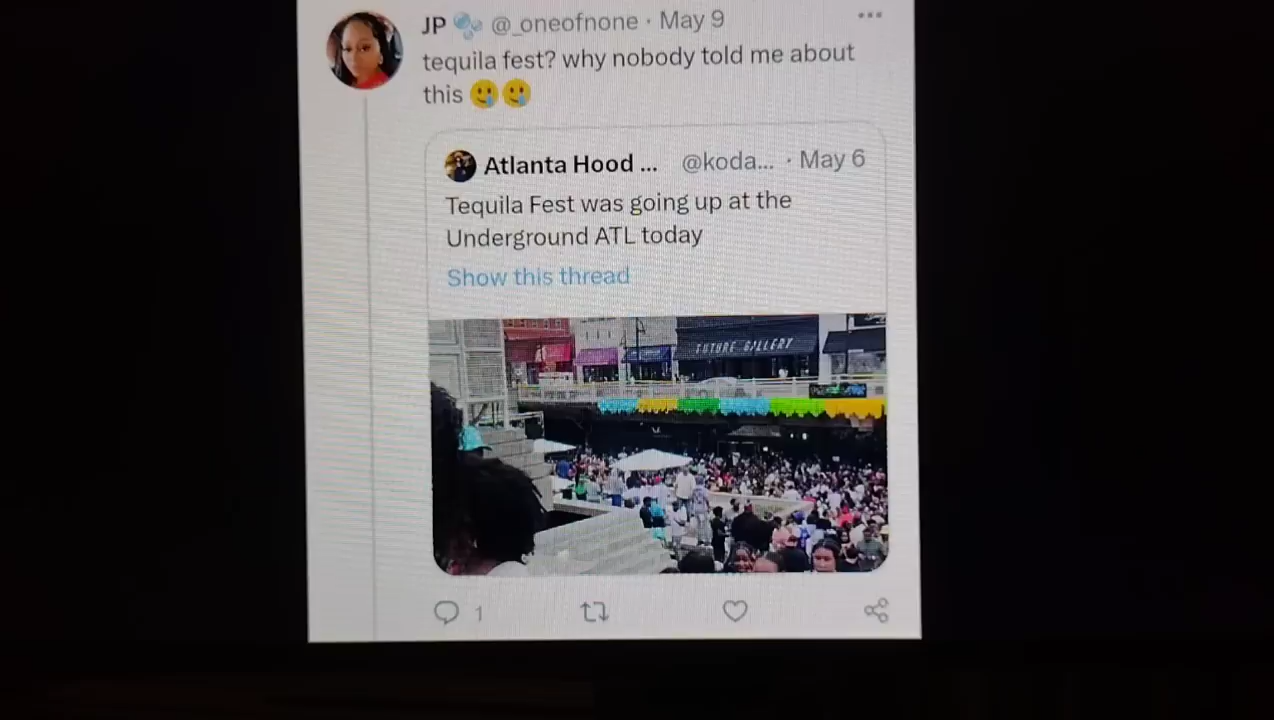 JP 🫧 @_oneofnone · May 9
tequila fest? why nobody told me about
this 🥲🥲
Atlanta Hood ... @koda... · May 6
Tequila Fest was going up at the
Underground ATL today
Show this thread
FUTURE GALLERY
1